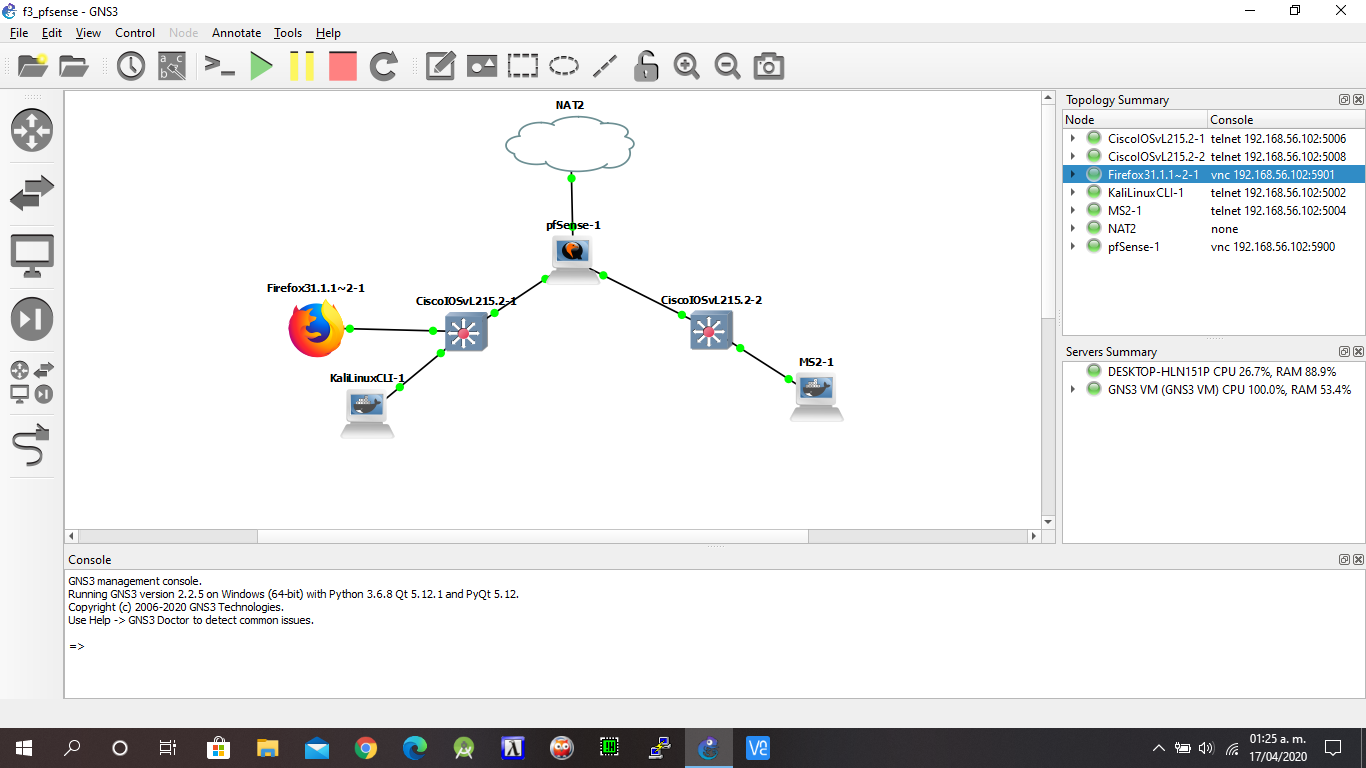 f3_pfsense - GNS3
File Edit View Control Node Annotate Tools Help
NAT2
pfSense-1
Firefox31.1.1~2-1
CiscoIOSvL215.2-1
CiscoIOSvL215.2-2
KaliLinuxCLI-1
MS2-1
Topology Summary
Node Console
CiscoIOSvL215.2-1 telnet 192.168.56.102:5006
CiscoIOSvL215.2-2 telnet 192.168.56.102:5008
Firefox31.1.1~2-1 vnc 192.168.56.102:5901
KaliLinuxCLI-1 telnet 192.168.56.102:5002
MS2-1 telnet 192.168.56.102:5004
NAT2 none
pfSense-1 vnc 192.168.56.102:5900
Servers Summary
DESKTOP-HLN151P CPU 26.7%, RAM 88.9%
GNS3 VM (GNS3 VM) CPU 100.0%, RAM 53.4%
Console
GNS3 management console.
Running GNS3 version 2.2.5 on Windows (64-bit) with Python 3.6.8 Qt 5.12.1 and PyQt 5.12.
Copyright (c) 2006-2020 GNS3 Technologies.
Use Help -> GNS3 Doctor to detect common issues.
=>
01:25 a. m.
17/04/2020